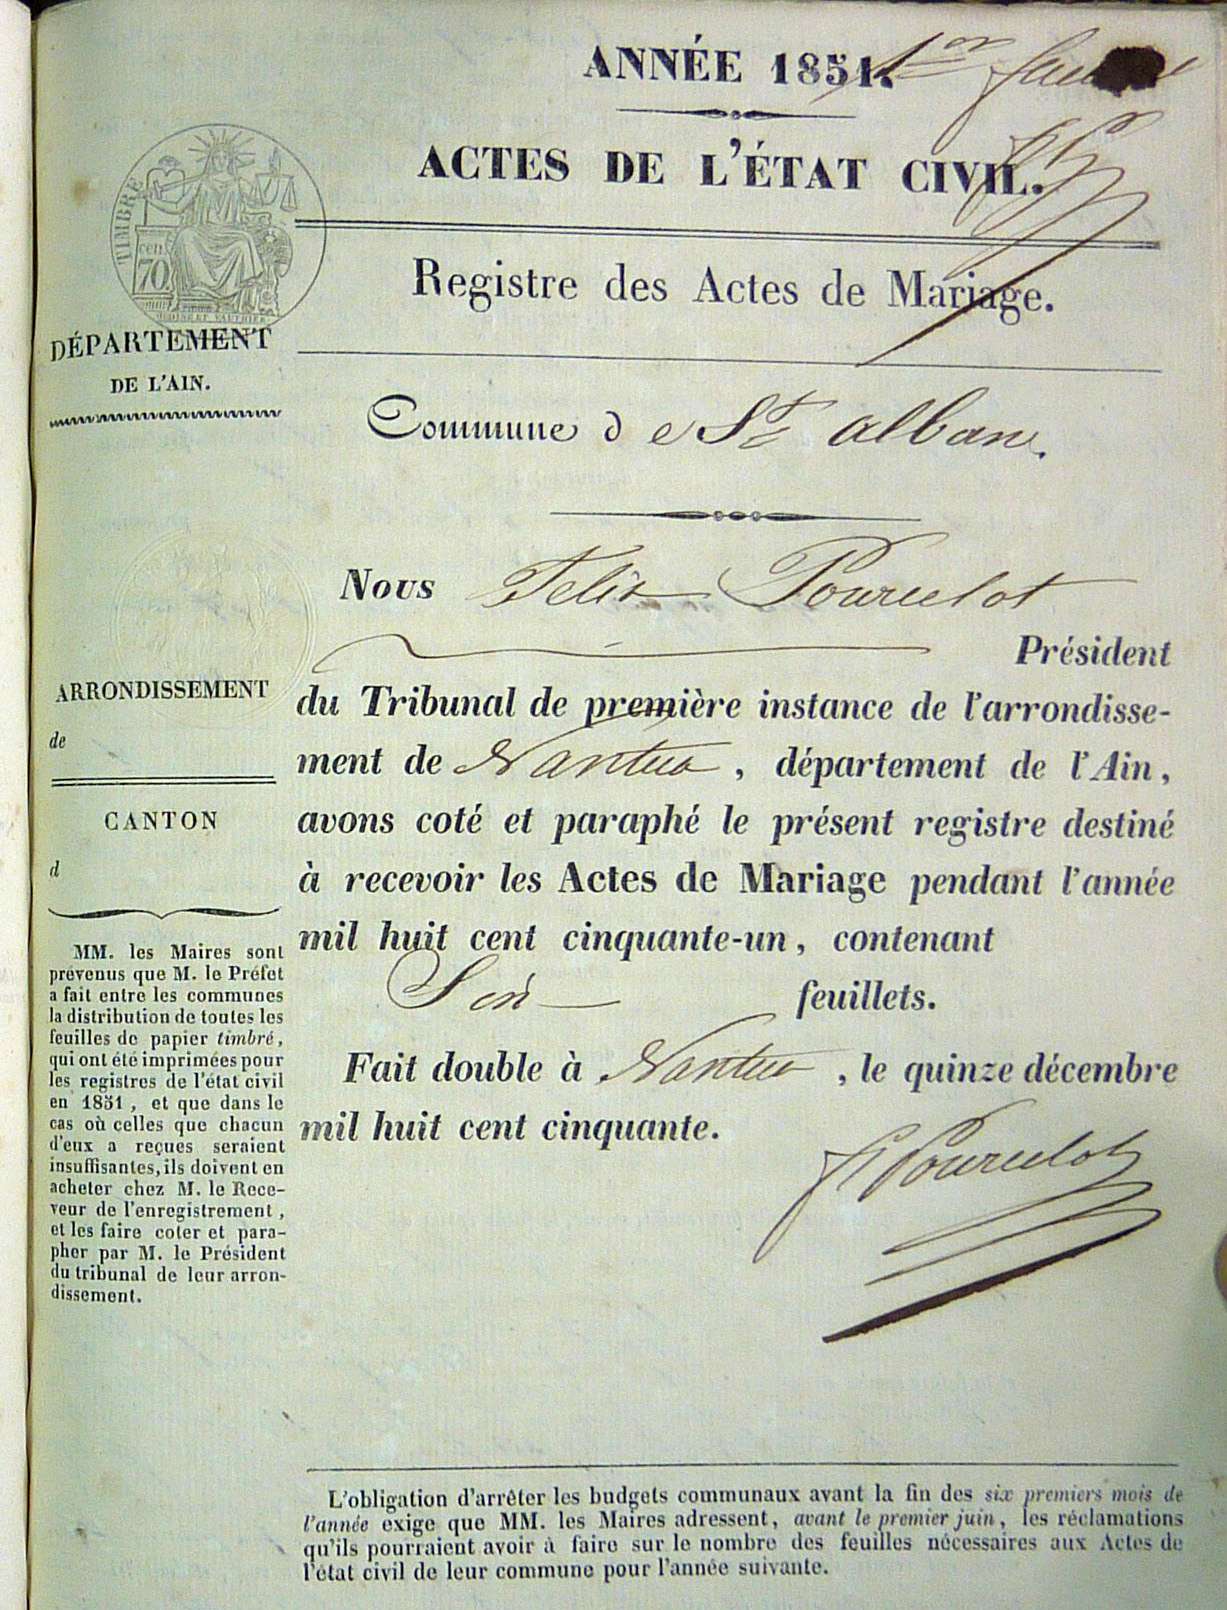 ANNÉE 1851.
1er
ACTES DE L'ÉTAT CIVIL.
TIMBRE
cen.
70.
Registre des Actes de Mariage.
DÉPARTEMENT
DE L'AIN.
Commune de St alban.
Nous Felix Pourcelot
Président
du Tribunal de première instance de l'arrondisse-
ment de Nantua, département de l'Ain,
avons coté et paraphé le présent registre destiné
à recevoir les Actes de Mariage pendant l'année
mil huit cent cinquante-un, contenant
Six feuillets.
Fait double à Nantua, le quinze décembre
mil huit cent cinquante.
F Pourcelot
ARRONDISSEMENT
de
CANTON
d
MM. les Maires sont
prévenus que M. le Préfet
a fait entre les communes
la distribution de toutes les
feuilles de papier timbré,
qui ont été imprimées pour
les registres de l'état civil
en 1851, et que dans le
cas où celles que chacun
d'eux a reçues seraient
insuffisantes, ils doivent en
acheter chez M. le Rece-
veur de l'enregistrement,
et les faire coter et para-
pher par M. le Président
du tribunal de leur arron-
dissement.
L'obligation d'arrêter les budgets communaux avant la fin des six premiers mois de
l'année exige que MM. les Maires adressent, avant le premier juin, les réclamations
qu'ils pourraient avoir à faire sur le nombre des feuilles nécessaires aux Actes de
l'état civil de leur commune pour l'année suivante.